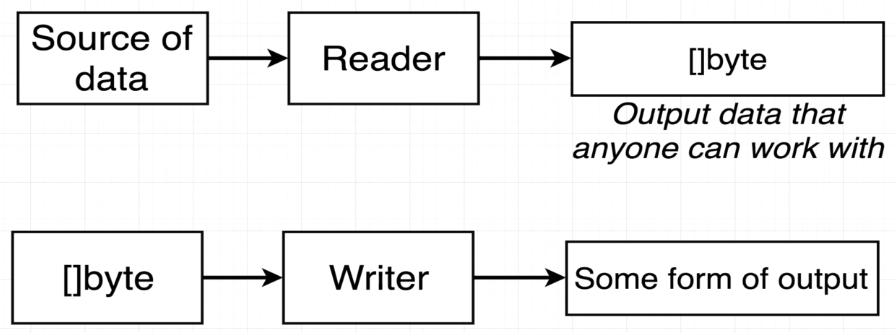 Source of
data
Reader
[]byte
Output data that
anyone can work with
[]byte
Writer
Some form of output